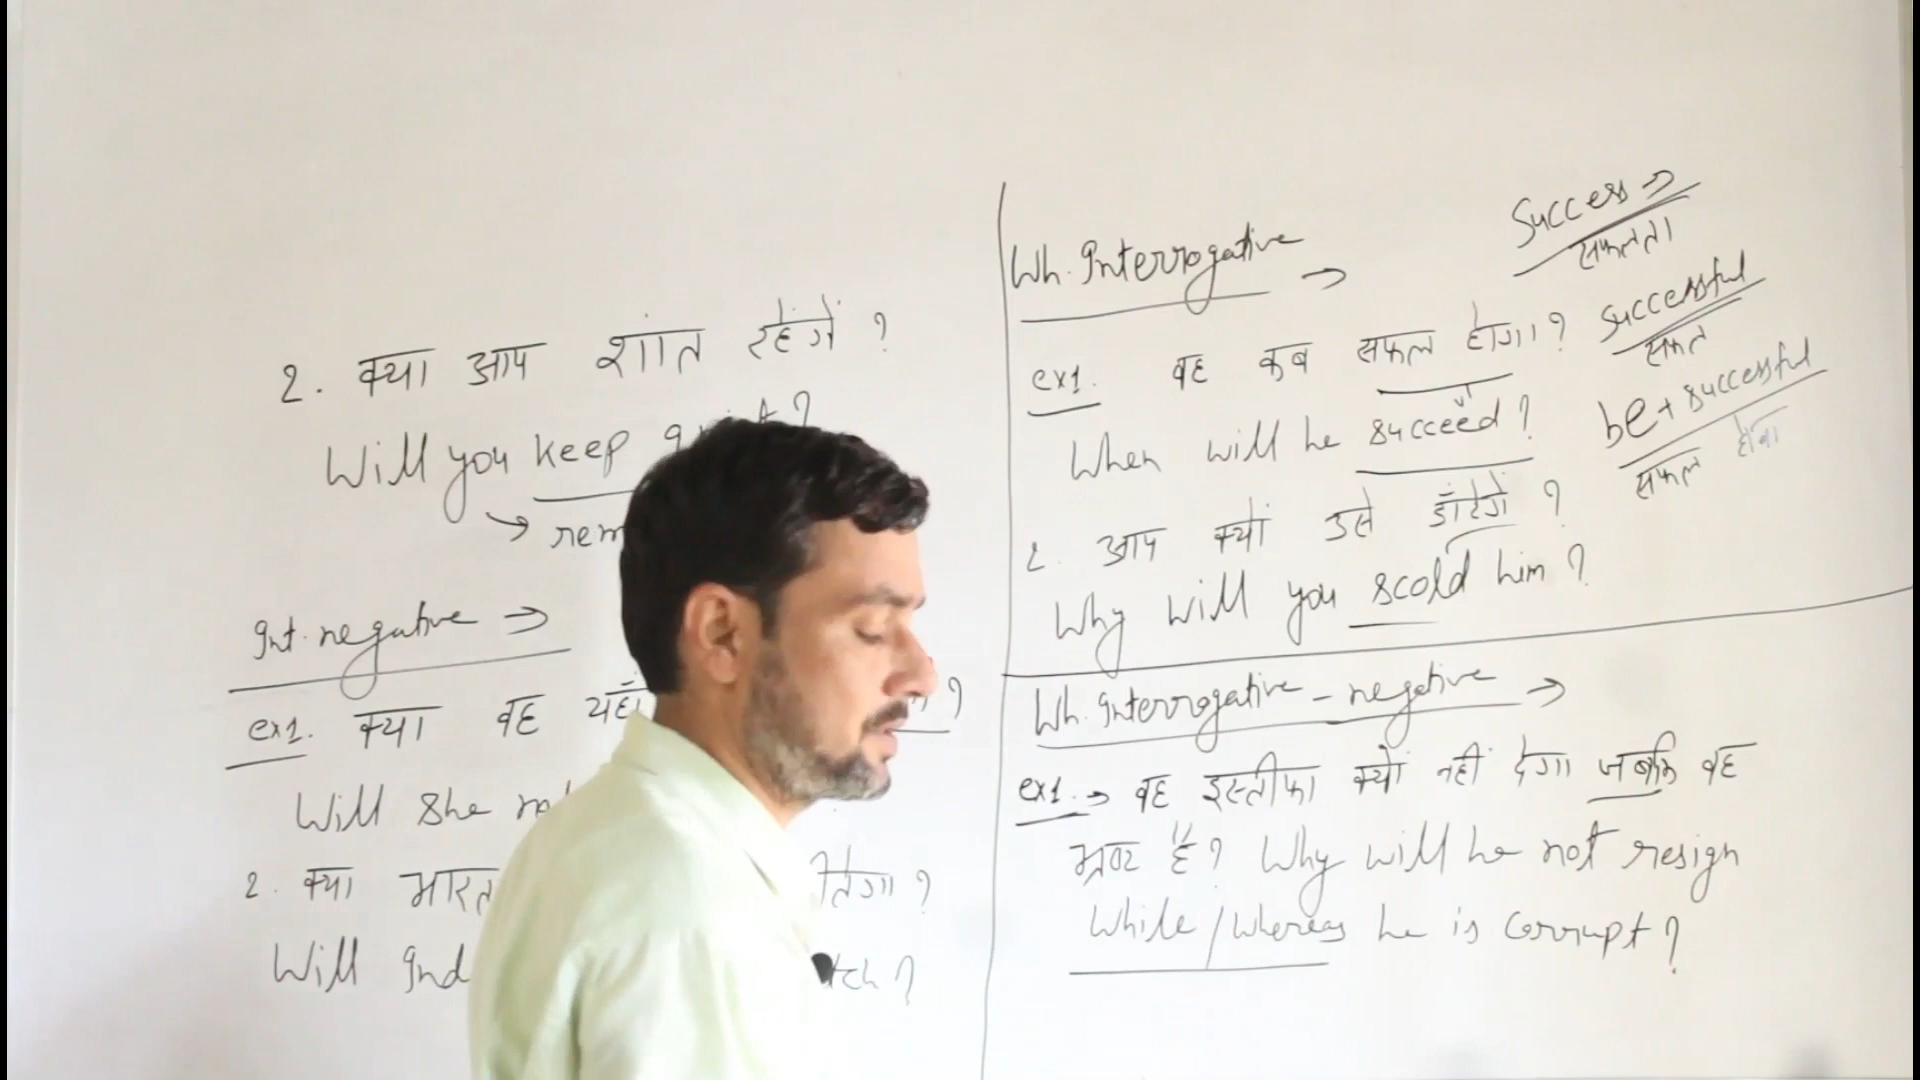 2. क्या आप शांत रहेंगें ?
Will you keep
→
Int. negative →
ex1. क्या वह यहाँ ?
Will she
2. क्या भारत ?
Will ?
Wh. Interrogative →
Success →
सफलता
ex1. वह कब सफल होगा ?
successful
सफल
When will he succeed ?
be + successful
सफल होना
2. आप क्यों उसे डाँटेगें ?
Why will you scold him ?
Wh. Interrogative - negative →
ex1. → वह इस्तीफा क्यों नहीं देगा जबकि वह
भ्रष्ट है ? Why will he not resign
while / whereas he is corrupt ?